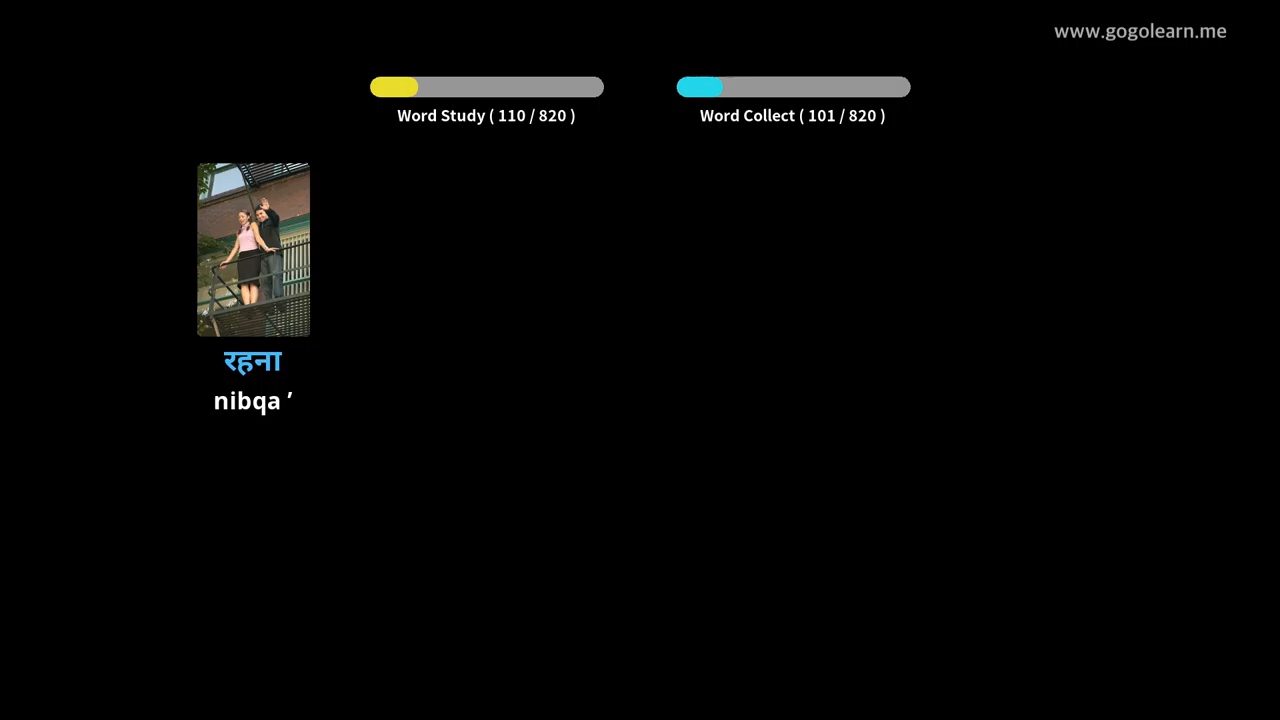 www.gogolearn.me
Word Study ( 110 / 820 )
Word Collect ( 101 / 820 )
रहना
nibqa ’